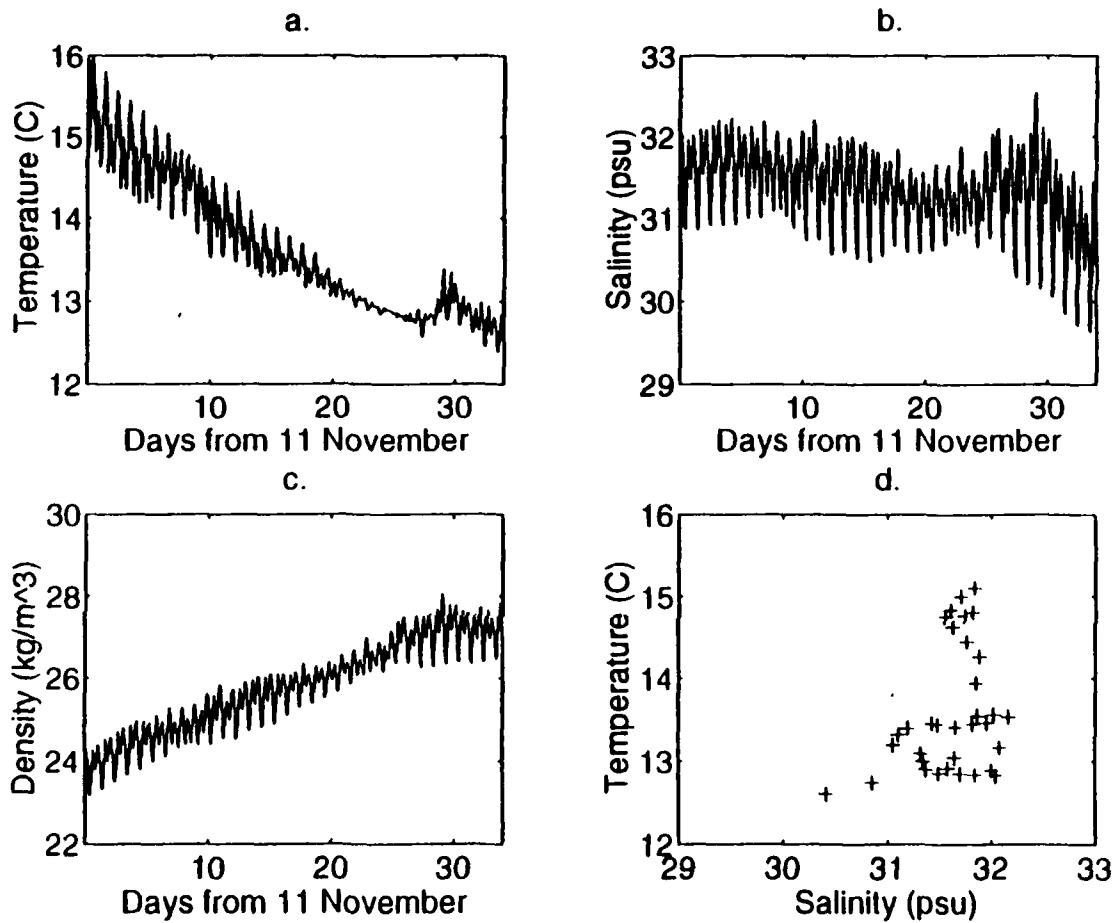 a.
Temperature (C)
16
15
14
13
12
10
20
30
Days from 11 November
b.
Salinity (psu)
33
32
31
30
29
10
20
30
Days from 11 November
c.
Density (kg/m^3)
30
28
26
24
22
10
20
30
Days from 11 November
d.
Temperature (C)
16
15
14
13
12
29
30
31
32
33
Salinity (psu)